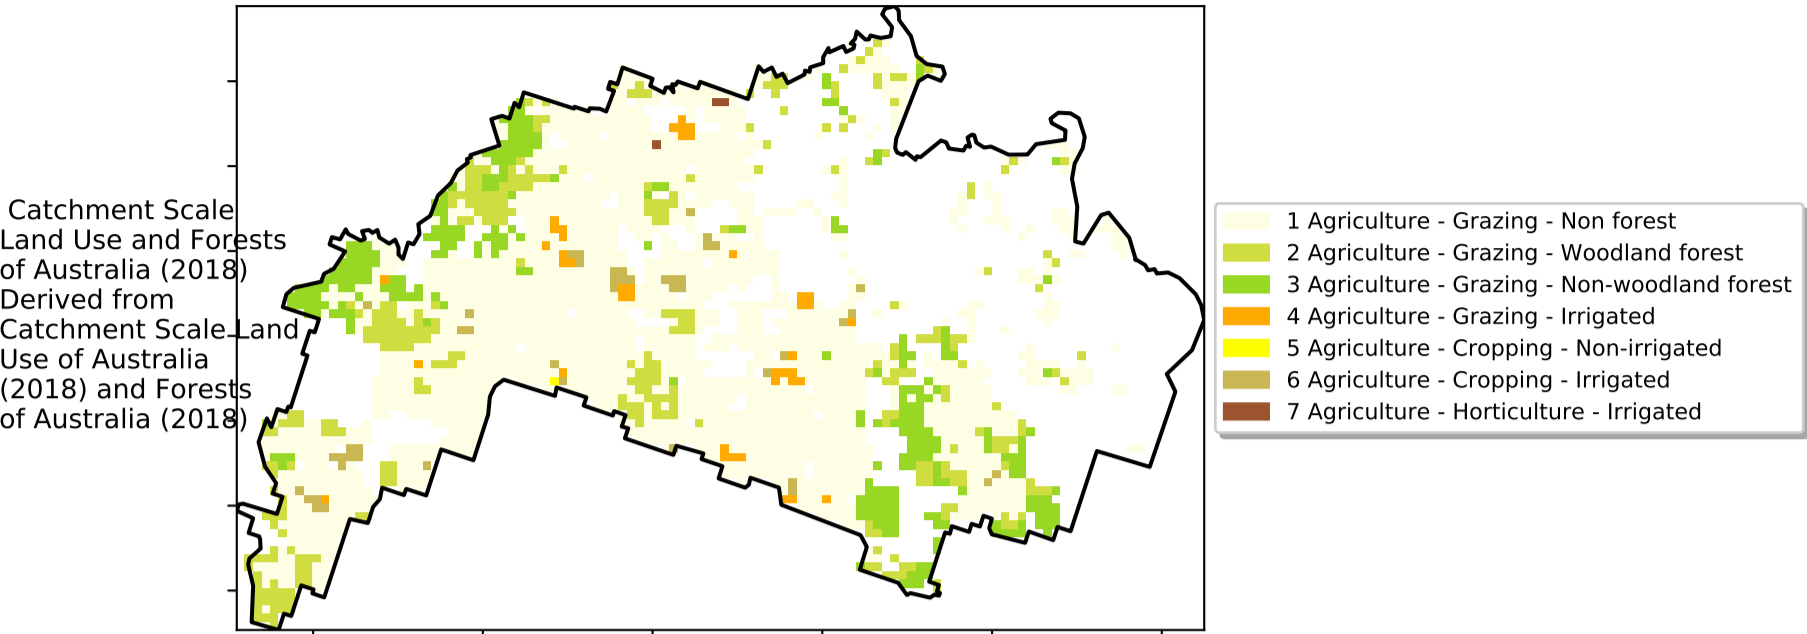 Catchment Scale
Land Use and Forests
of Australia (2018)
Derived from
Catchment Scale Land
Use of Australia
(2018) and Forests
of Australia (2018)
1 Agriculture - Grazing - Non forest
2 Agriculture - Grazing - Woodland forest
3 Agriculture - Grazing - Non-woodland forest
4 Agriculture - Grazing - Irrigated
5 Agriculture - Cropping - Non-irrigated
6 Agriculture - Cropping - Irrigated
7 Agriculture - Horticulture - Irrigated